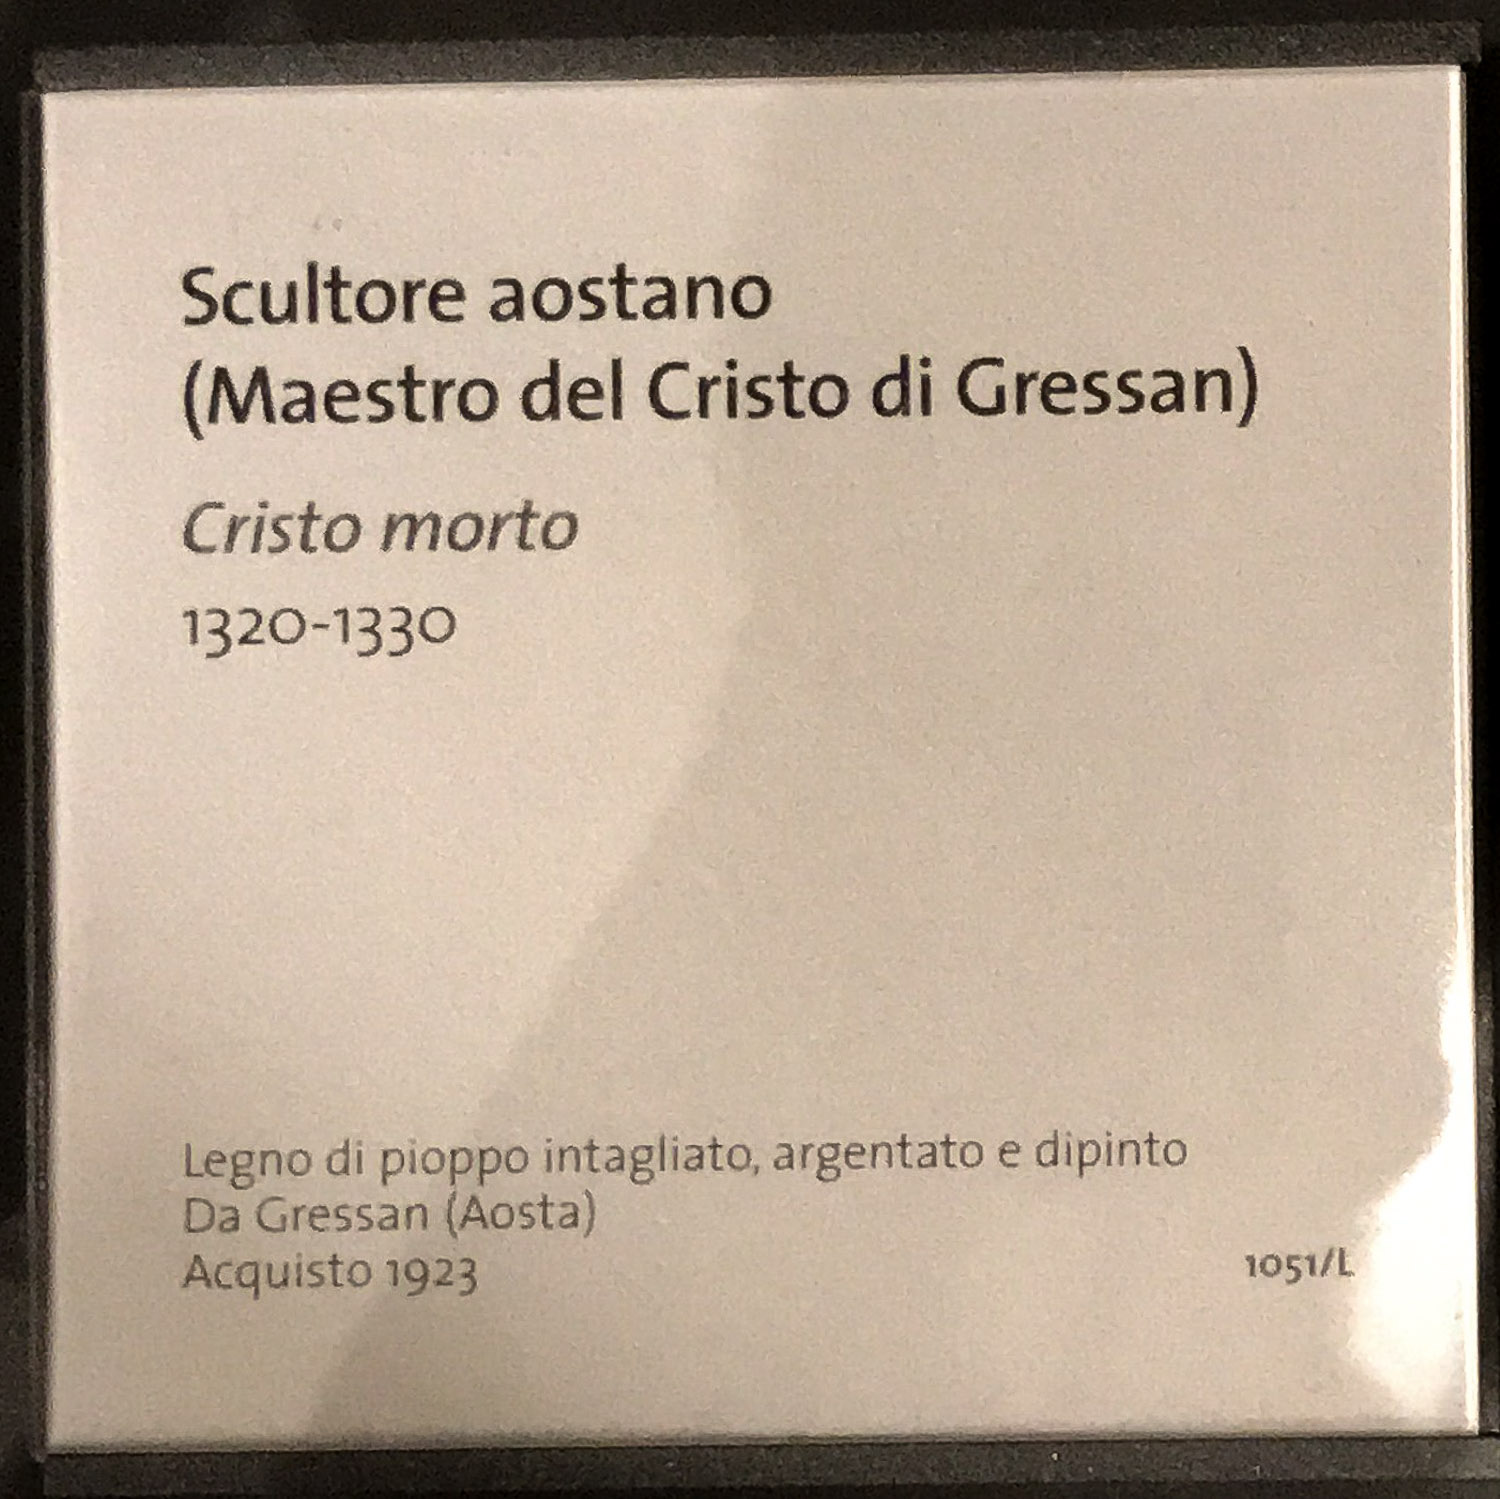 Scultore aostano
(Maestro del Cristo di Gressan)
Cristo morto
1320-1330
Legno di pioppo intagliato, argentato e dipinto
Da Gressan (Aosta)
Acquisto 1923
1051/L